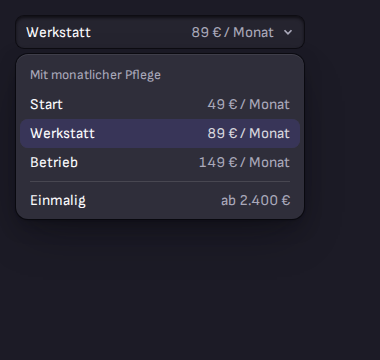 Werkstatt 89 € / Monat
Mit monatlicher Pflege
Start 49 € / Monat
Werkstatt 89 € / Monat
Betrieb 149 € / Monat
Einmalig ab 2.400 €